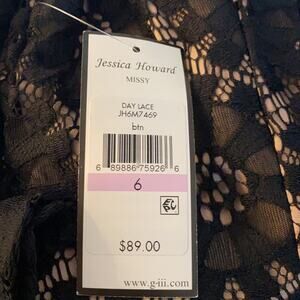 Jessica Howard
MISSY
DAY LACE
JH6M7469
btn
6 89886 75926 6
6
$89.00
www.g-iii.com